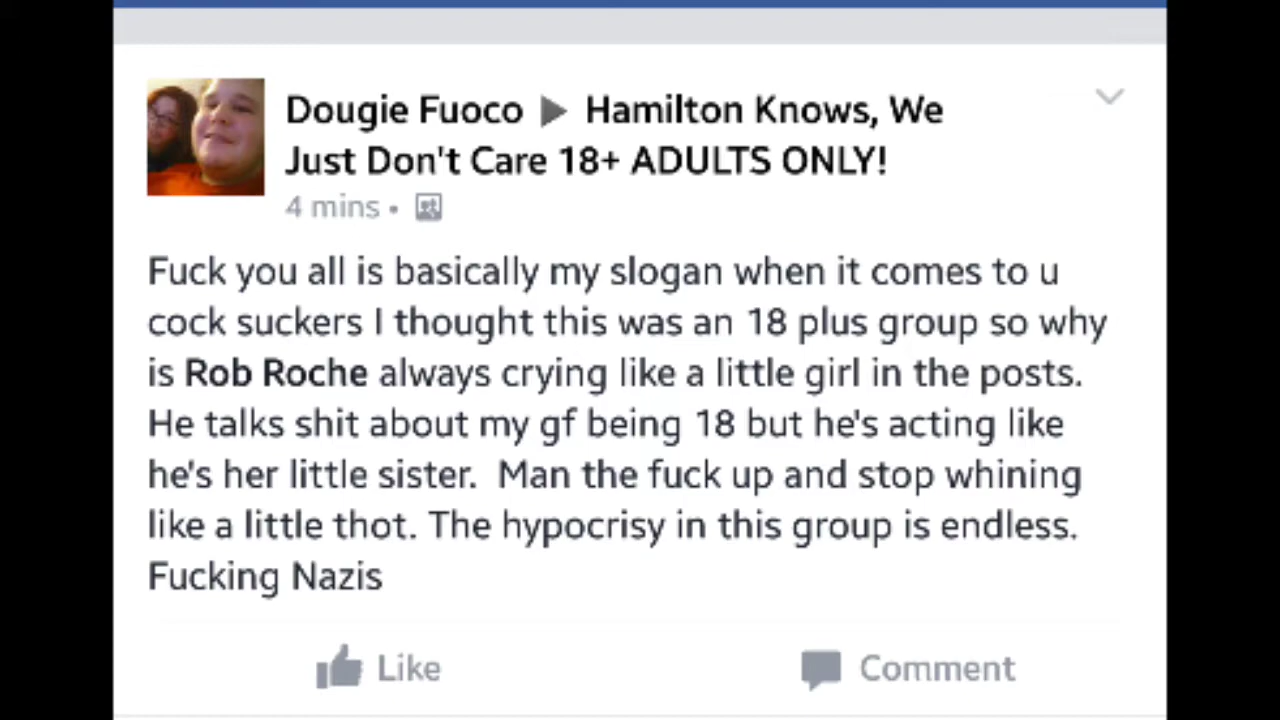 Dougie Fuoco ▶ Hamilton Knows, We
Just Don't Care 18+ ADULTS ONLY!
4 mins •
Fuck you all is basically my slogan when it comes to u
cock suckers I thought this was an 18 plus group so why
is Rob Roche always crying like a little girl in the posts.
He talks shit about my gf being 18 but he's acting like
he's her little sister.  Man the fuck up and stop whining
like a little thot. The hypocrisy in this group is endless.
Fucking Nazis
Like Comment